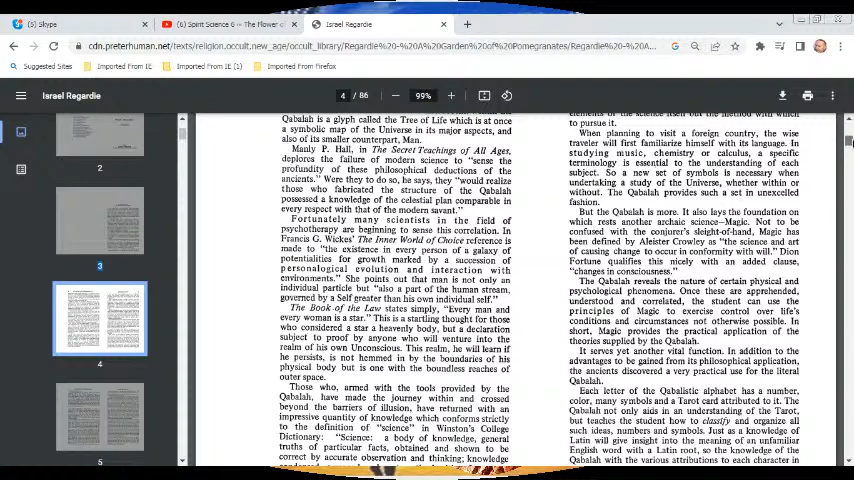 (5) Skype
(6) Spirit Science 6 ~ The Flower of
Israel Regardie
cdn.preterhuman.net/texts/religion.occult.new_age/occult_library/Regardie%20-%20A%20Garden%20of%20Pomegranates/Regardie%20-%20A...
Suggested Sites
Imported From IE
Imported From IE (1)
Imported From Firefox
Israel Regardie
4 / 86
99%
2
3
4
5
Qabalah is a glyph called the Tree of Life which is at once
a symbolic map of the Universe in its major aspects, and
also of its smaller counterpart, Man.
Manly P. Hall, in The Secret Teachings of All Ages,
deplores the failure of modern science to "sense the
profundity of these philosophical deductions of the
ancients." Were they to do so, he says, they "would realize
those who fabricated the structure of the Qabalah
possessed a knowledge of the celestial plan comparable in
every respect with that of the modern savant."
Fortunately many scientists in the field of
psychotherapy are beginning to sense this correlation. In
Francis G. Wickes' The Inner World of Choice reference is
made to "the existence in every person of a galaxy of
potentialities for growth marked by a succession of
personalogical evolution and interaction with
environments." She points out that man is not only an
individual particle but "also a part of the human stream,
governed by a Self greater than his own individual self."
The Book of the Law states simply, "Every man and
every woman is a star." This is a startling thought for those
who considered a star a heavenly body, but a declaration
subject to proof by anyone who will venture into the
realm of his own Unconscious. This realm, he will learn if
he persists, is not hemmed in by the boundaries of his
physical body but is one with the boundless reaches of
outer space.
Those who, armed with the tools provided by the
Qabalah, have made the journey within and crossed
beyond the barriers of illusion, have returned with an
impressive quantity of knowledge which conforms strictly
to the definition of "science" in Winston's College
Dictionary: "Science: a body of knowledge, general
truths of particular facts, obtained and shown to be
correct by accurate observation and thinking; knowledge
elements of the science itself but the method with which
to pursue it.
When planning to visit a foreign country, the wise
traveler will first familiarize himself with its language. In
studying music, chemistry or calculus, a specific
terminology is essential to the understanding of each
subject. So a new set of symbols is necessary when
undertaking a study of the Universe, whether within or
without. The Qabalah provides such a set in unexcelled
fashion.
But the Qabalah is more. It also lays the foundation on
which rests another archaic science—Magic. Not to be
confused with the conjurer's sleight-of-hand, Magic has
been defined by Aleister Crowley as "the science and art
of causing change to occur in conformity with will." Dion
Fortune qualifies this nicely with an added clause,
"changes in consciousness."
The Qabalah reveals the nature of certain physical and
psychological phenomena. Once these are apprehended,
understood and correlated, the student can use the
principles of Magic to exercise control over life's
conditions and circumstances not otherwise possible. In
short, Magic provides the practical application of the
theories supplied by the Qabalah.
It serves yet another vital function. In addition to the
advantages to be gained from its philosophical application,
the ancients discovered a very practical use for the literal
Qabalah.
Each letter of the Qabalistic alphabet has a number,
color, many symbols and a Tarot card attributed to it. The
Qabalah not only aids in an understanding of the Tarot,
but teaches the student how to classify and organize all
such ideas, numbers and symbols. Just as a knowledge of
Latin will give insight into the meaning of an unfamiliar
English word with a Latin root, so the knowledge of the
Qabalah with the various attributions to each character in